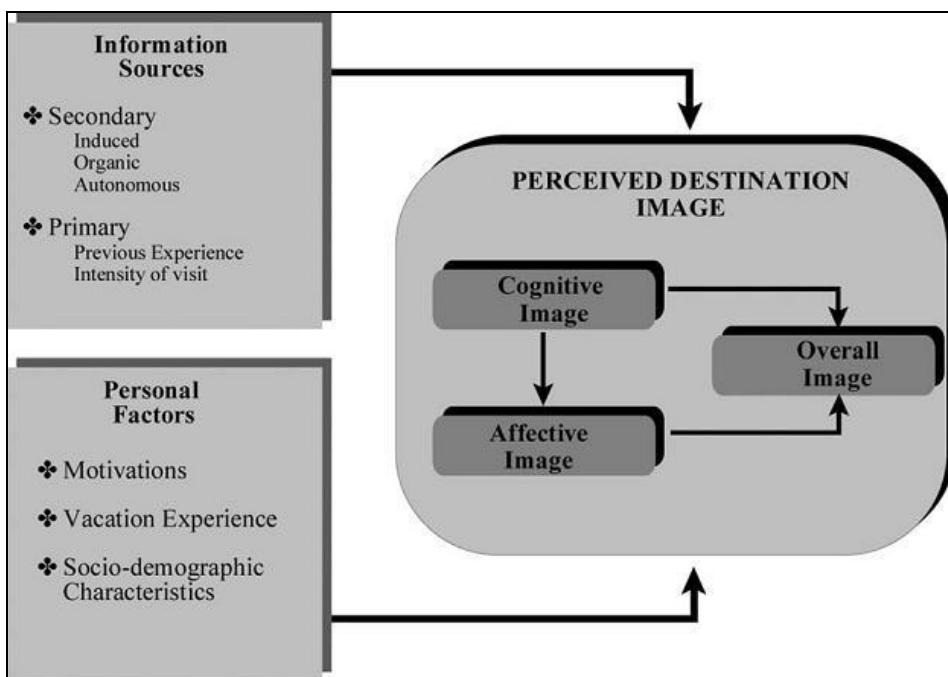 Information
Sources
✤ Secondary
Induced
Organic
Autonomous
✤ Primary
Previous Experience
Intensity of visit
Personal
Factors
✤ Motivations
✤ Vacation Experience
✤ Socio-demographic
Characteristics
PERCEIVED DESTINATION
IMAGE
Cognitive
Image
Affective
Image
Overall
Image